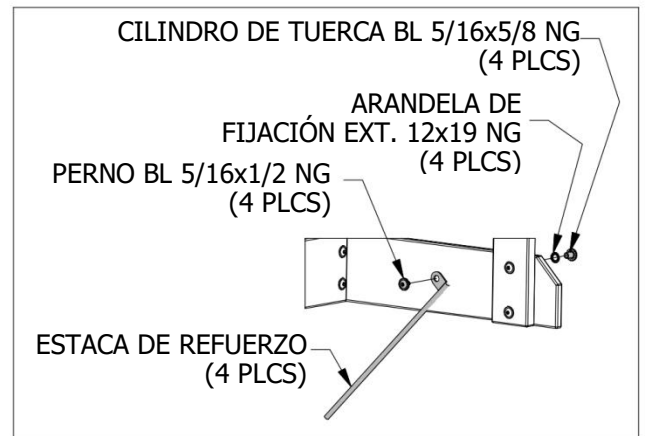 CILINDRO DE TUERCA BL 5/16x5/8 NG
(4 PLCS)
ARANDELA DE
FIJACIÓN EXT. 12x19 NG
(4 PLCS)
PERNO BL 5/16x1/2 NG
(4 PLCS)
ESTACA DE REFUERZO
(4 PLCS)